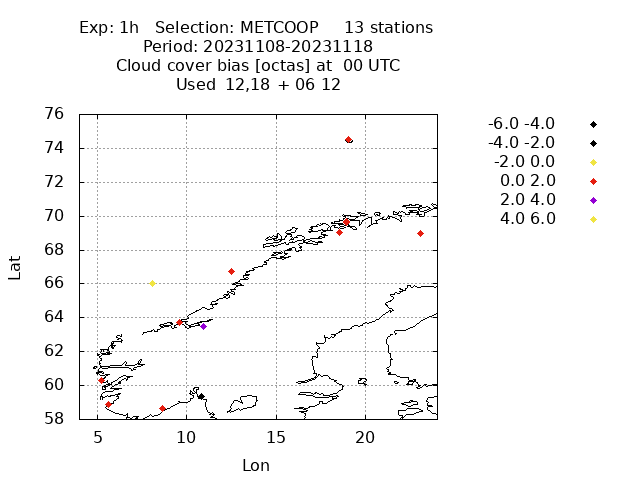 Exp: 1h Selection: METCOOP 13 stations
Period: 20231108-20231118
Cloud cover bias [octas] at 00 UTC
Used 12,18 + 06 12
76
74
72
70
68
66
64
62
60
58
Lat
5 10 15 20
Lon
-6.0 -4.0
-4.0 -2.0
-2.0 0.0
0.0 2.0
2.0 4.0
4.0 6.0